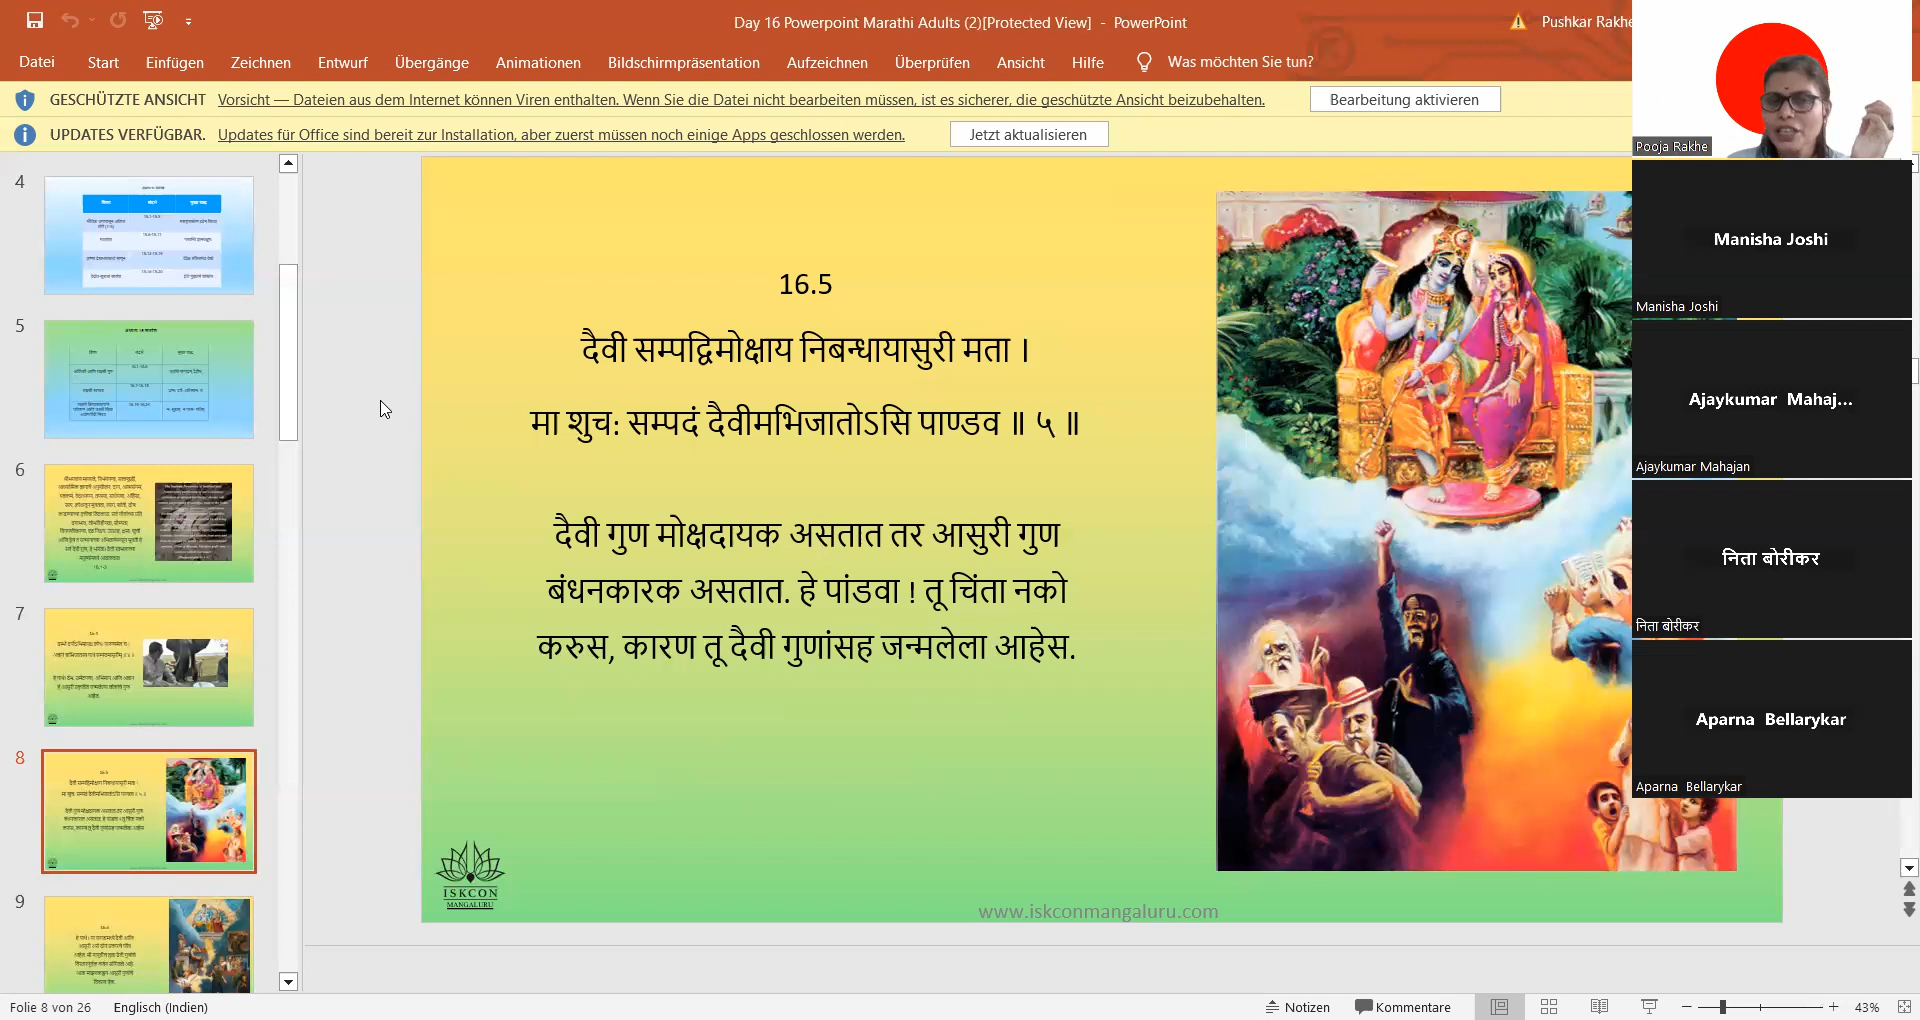 Day 16 Powerpoint Marathi Adults (2)[Protected View] - PowerPoint
Pushkar Rakhe
Datei Start Einfügen Zeichnen Entwurf Übergänge Animationen Bildschirmpräsentation Aufzeichnen Überprüfen Ansicht Hilfe Was möchten Sie tun?
GESCHÜTZTE ANSICHT Vorsicht — Dateien aus dem Internet können Viren enthalten. Wenn Sie die Datei nicht bearbeiten müssen, ist es sicherer, die geschützte Ansicht beizubehalten. Bearbeitung aktivieren
UPDATES VERFÜGBAR. Updates für Office sind bereit zur Installation, aber zuerst müssen noch einige Apps geschlossen werden. Jetzt aktualisieren
4
5
6
7
8
9
16.5
दैवी सम्पद्विमोक्षाय निबन्धायासुरी मता ।
मा शुचः सम्पदं दैवीमभिजातोऽसि पाण्डव ॥ ५ ॥
दैवी गुण मोक्षदायक असतात तर आसुरी गुण
बंधनकारक असतात. हे पांडवा ! तू चिंता नको
करुस, कारण तू दैवी गुणांसह जन्मलेला आहेस.
ISKCON
MANGALURU
www.iskconmangaluru.com
Pooja Rakhe
Manisha Joshi
Manisha Joshi
Ajaykumar Mahaj...
Ajaykumar Mahajan
निता बोरीकर
निता बोरीकर
Aparna Bellarykar
Aparna Bellarykar
Folie 8 von 26 Englisch (Indien) Notizen Kommentare 43%